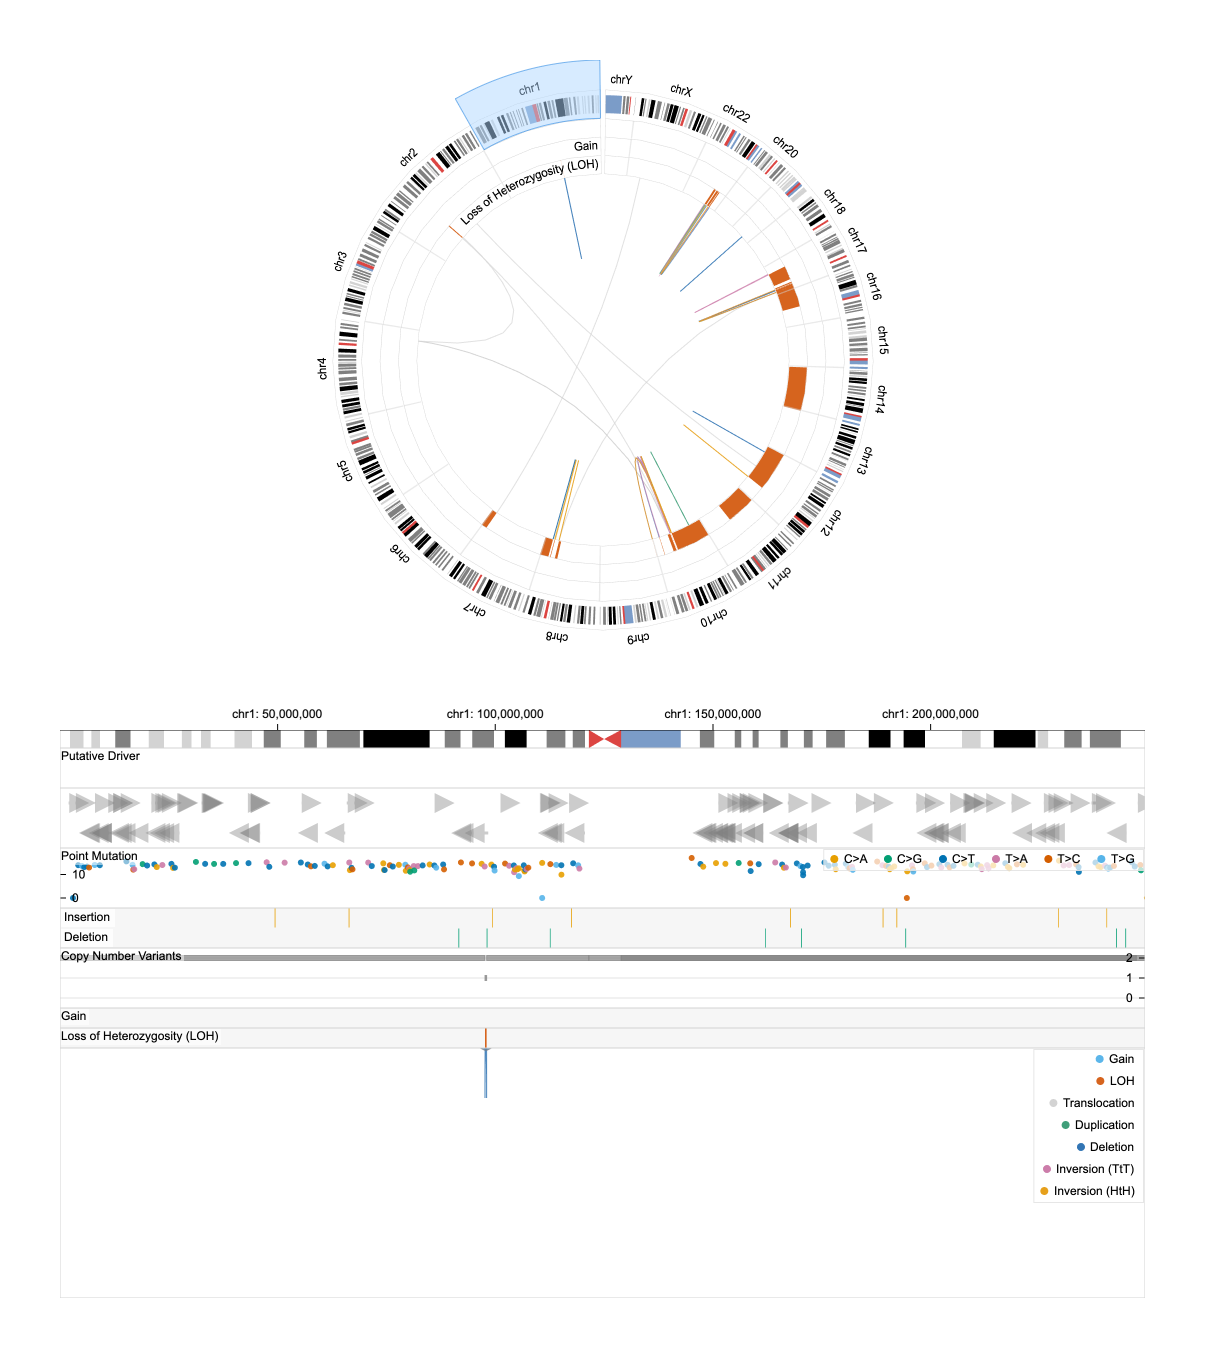 chr1
chrY
chrX
chr22
chr20
chr18
chr17
chr16
chr15
chr14
chr13
chr12
chr11
chr10
chr9
chr8
chr7
chr6
chr5
chr4
chr3
chr2
Gain
Loss of Heterozygosity (LOH)
chr1: 50,000,000 chr1: 100,000,000 chr1: 150,000,000 chr1: 200,000,000
Putative Driver
Point Mutation
C>A C>G C>T T>A T>C T>G
10
0
Insertion
Deletion
Copy Number Variants
2
1
0
Gain
Loss of Heterozygosity (LOH)
Gain
LOH
Translocation
Duplication
Deletion
Inversion (TtT)
Inversion (HtH)